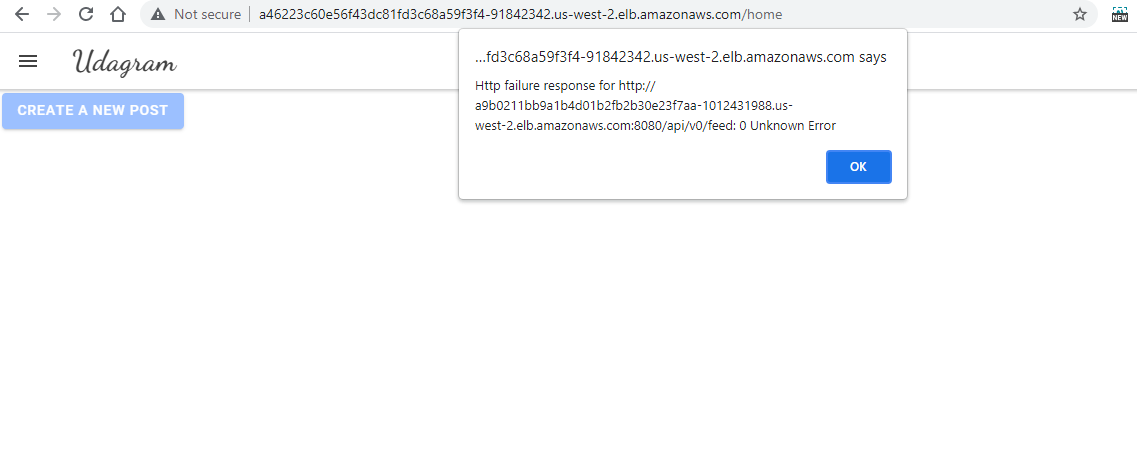 Not secure | a46223c60e56f43dc81fd3c68a59f3f4-91842342.us-west-2.elb.amazonaws.com/home
NEW
Udagram
...fd3c68a59f3f4-91842342.us-west-2.elb.amazonaws.com says
Http failure response for http://
a9b0211bb9a1b4d01b2fb2b30e23f7aa-1012431988.us-
west-2.elb.amazonaws.com:8080/api/v0/feed: 0 Unknown Error
CREATE A NEW POST
OK